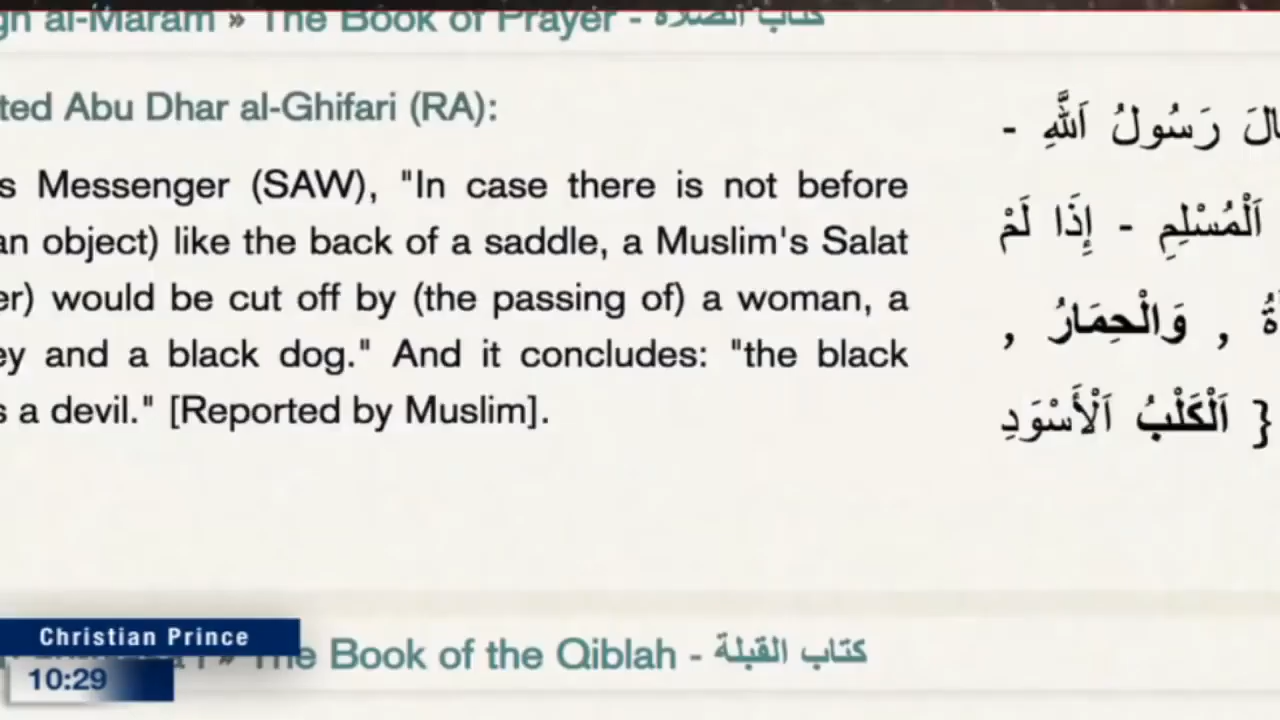 gh al-Maram » The Book of Prayer - كتاب الصلاة
ted Abu Dhar al-Ghifari (RA):
s Messenger (SAW), "In case there is not before
an object) like the back of a saddle, a Muslim's Salat
er) would be cut off by (the passing of) a woman, a
ey and a black dog." And it concludes: "the black
s a devil." [Reported by Muslim].
الَ رَسُولُ اَللَّهِ -
اَلْمُسْلِمِ - إِذَا لَمْ
ةُ , وَالْحِمَارُ ,
{ اَلْكَلْبُ اَلْأَسْوَدِ
» The Book of the Qiblah - كتاب القبلة
Christian Prince
10:29